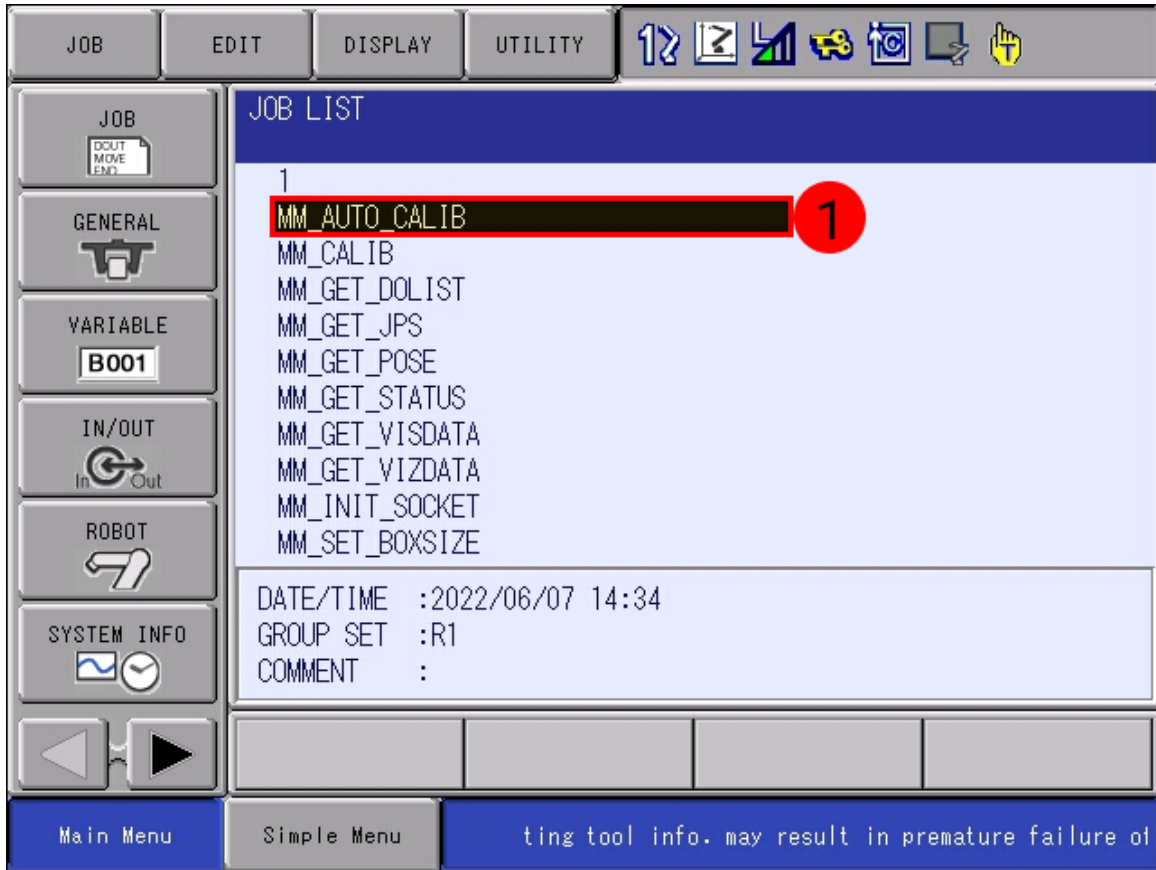 JOB EDIT DISPLAY UTILITY
JOB
DOUT
MOVE
END
GENERAL
VARIABLE
B001
IN/OUT
In Out
ROBOT
SYSTEM INFO
JOB LIST
1
MM_AUTO_CALIB 1
MM_CALIB
MM_GET_DOLIST
MM_GET_JPS
MM_GET_POSE
MM_GET_STATUS
MM_GET_VISDATA
MM_GET_VIZDATA
MM_INIT_SOCKET
MM_SET_BOXSIZE
DATE/TIME :2022/06/07 14:34
GROUP SET :R1
COMMENT :
Main Menu Simple Menu ting tool info. may result in premature failure of